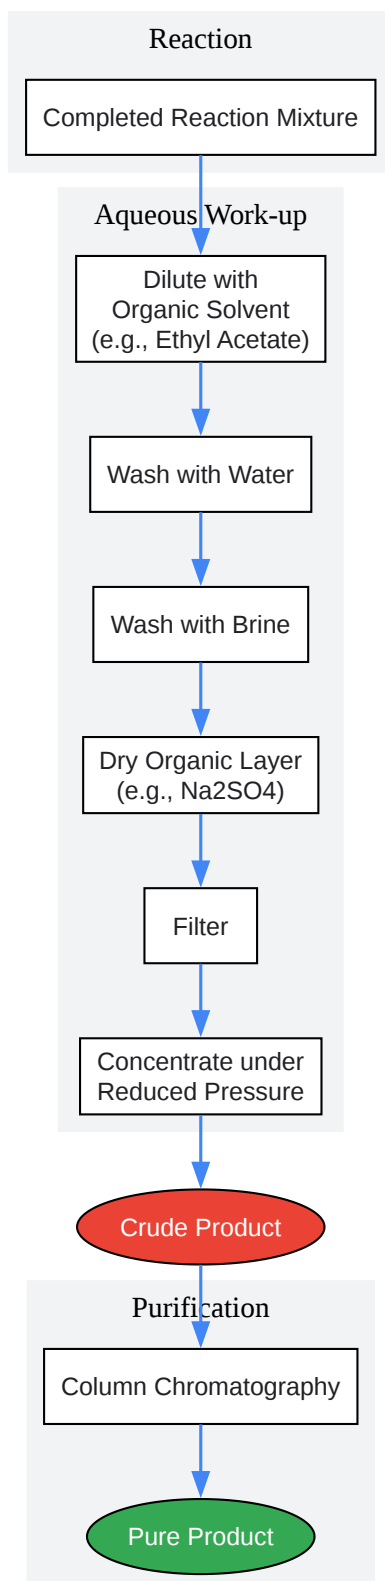 Reaction
Completed Reaction Mixture
Aqueous Work-up
Dilute with
Organic Solvent
(e.g., Ethyl Acetate)
Wash with Water
Wash with Brine
Dry Organic Layer
(e.g., Na2SO4)
Filter
Concentrate under
Reduced Pressure
Crude Product
Purification
Column Chromatography
Pure Product